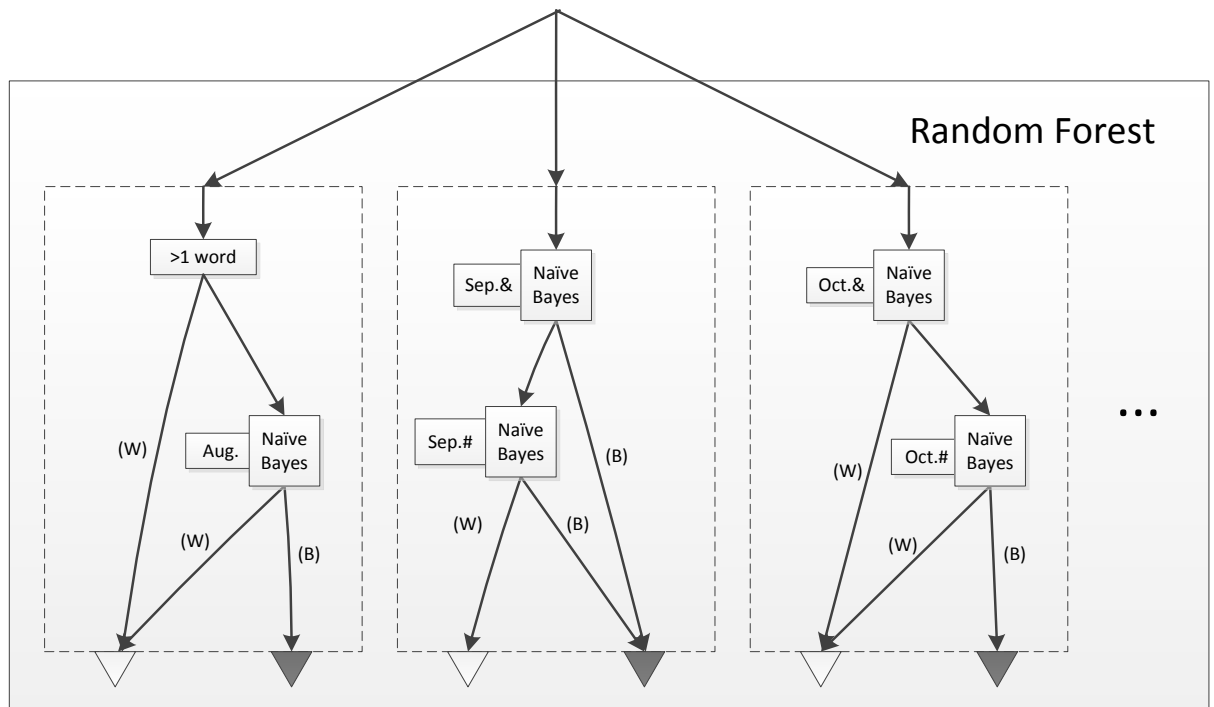 Random Forest
>1 word
(W)
Aug.
Naïve
Bayes
(W)
(B)
Sep.&
Naïve
Bayes
Sep.#
Naïve
Bayes
(B)
(W)
(B)
Oct.&
Naïve
Bayes
(W)
Oct.#
Naïve
Bayes
(W)
(B)
...